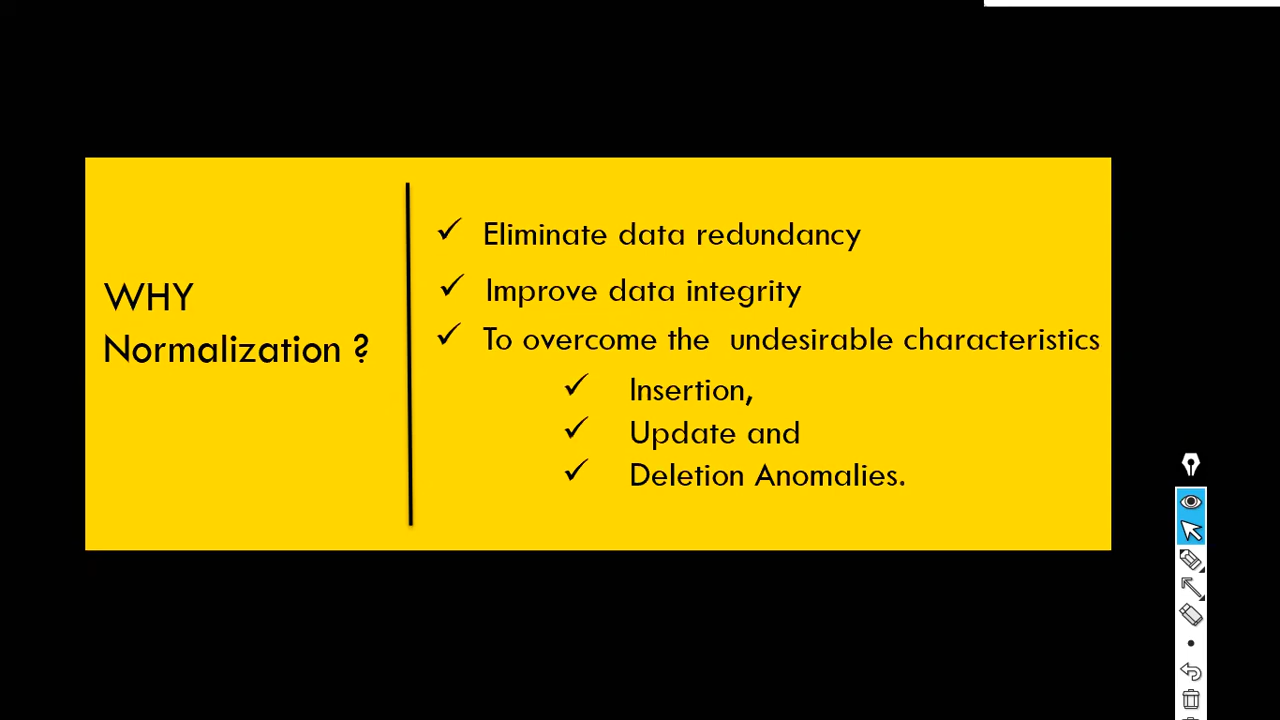 WHY
Normalization ?
✓ Eliminate data redundancy
✓ Improve data integrity
✓ To overcome the undesirable characteristics
✓ Insertion,
✓ Update and
✓ Deletion Anomalies.